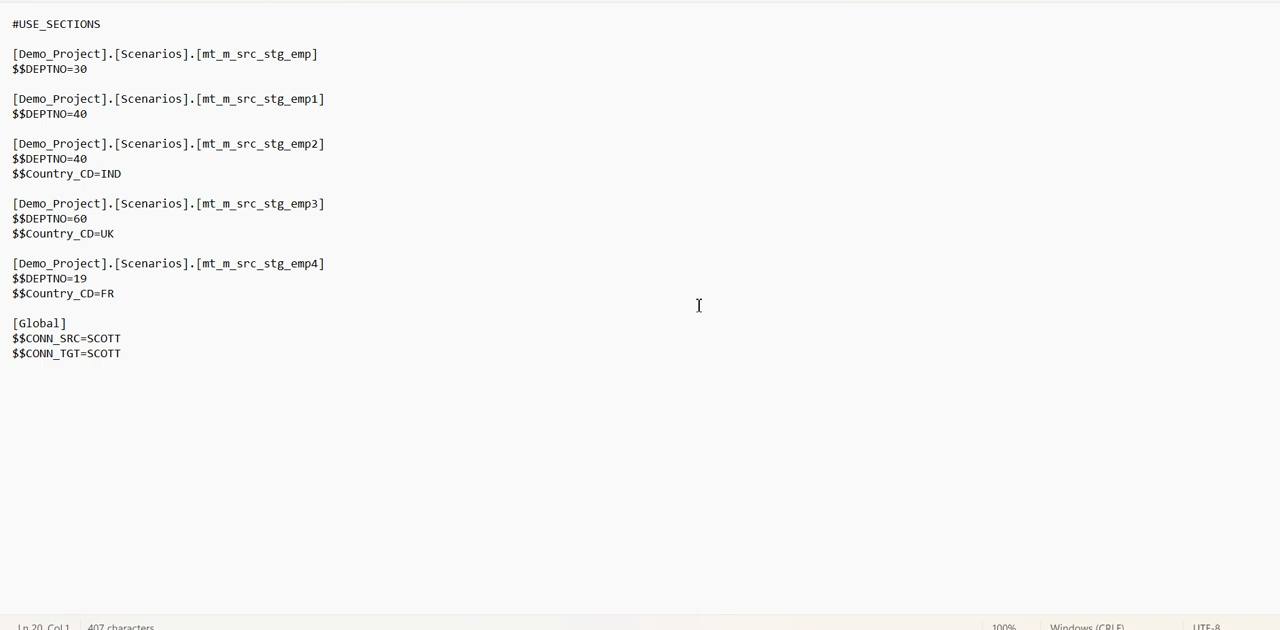 #USE_SECTIONS
[Demo_Project].[Scenarios].[mt_m_src_stg_emp]
$$DEPTNO=30
[Demo_Project].[Scenarios].[mt_m_src_stg_emp1]
$$DEPTNO=40
[Demo_Project].[Scenarios].[mt_m_src_stg_emp2]
$$DEPTNO=40
$$Country_CD=IND
[Demo_Project].[Scenarios].[mt_m_src_stg_emp3]
$$DEPTNO=60
$$Country_CD=UK
[Demo_Project].[Scenarios].[mt_m_src_stg_emp4]
$$DEPTNO=19
$$Country_CD=FR
[Global]
$$CONN_SRC=SCOTT
$$CONN_TGT=SCOTT
Ln 20, Col 1 407 characters 100% Windows (CRLF) UTF-8